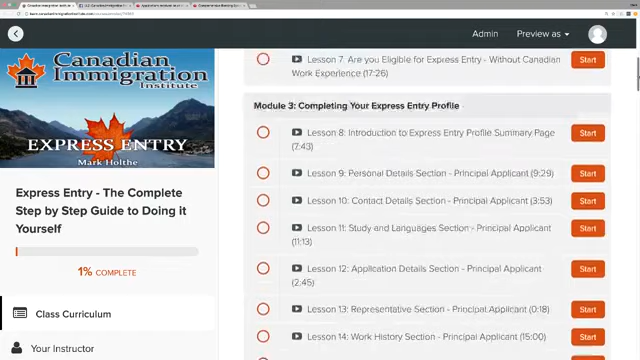 Admin
Preview as
Canadian
Immigration
Institute
EXPRESS ENTRY
Mark Holthe
Express Entry - The Complete
Step by Step Guide to Doing it
Yourself
1% COMPLETE
Class Curriculum
Your Instructor
Lesson 7: Are you Eligible for Express Entry - Without Canadian
Work Experience (17:26)
Start
Module 3: Completing Your Express Entry Profile
Lesson 8: Introduction to Express Entry Profile Summary Page
(7:43)
Start
Lesson 9: Personal Details Section - Principal Applicant (9:29)
Start
Lesson 10: Contact Details Section - Principal Applicant (3:53)
Start
Lesson 11: Study and Languages Section - Principal Applicant
(11:13)
Start
Lesson 12: Application Details Section - Principal Applicant
(2:45)
Start
Lesson 13: Representative Section - Principal Applicant (0:18)
Start
Lesson 14: Work History Section - Principal Applicant (15:00)
Start